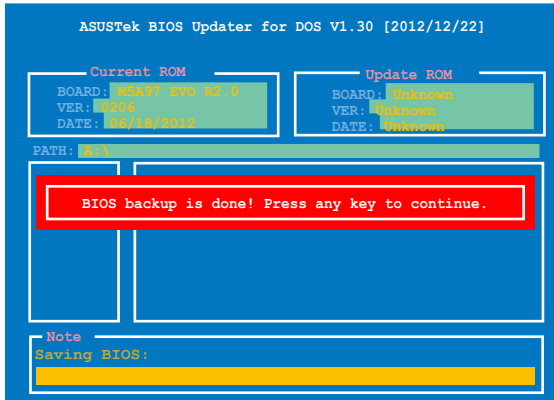 ASUSTek BIOS Updater for DOS V1.30 [2012/12/22]
Current ROM
BOARD: M5A97 EVO R2.0
VER: 0206
DATE: 06/18/2012
Update ROM
BOARD: Unknown
VER: Unknown
DATE: Unknown
PATH: A:\
BIOS backup is done! Press any key to continue.
Note
Saving BIOS: